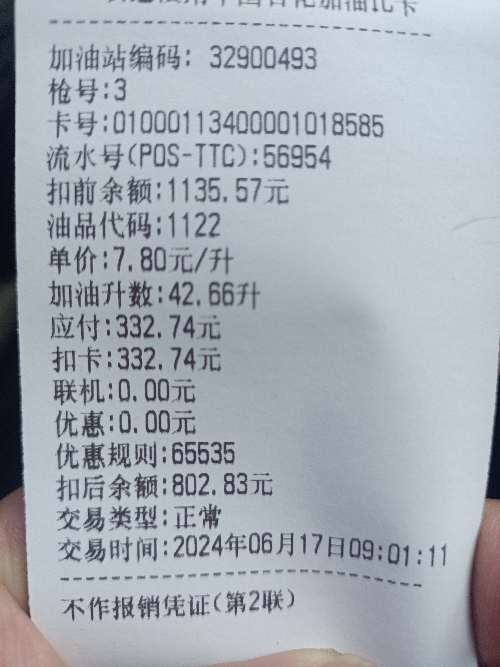 加油站编码: 32900493
枪号:3
卡号:01000113400001018585
流水号(POS-TTC):56954
扣前余额:1135.57元
油品代码:1122
单价:7.80元/升
加油升数:42.66升
应付:332.74元
扣卡:332.74元
联机:0.00元
优惠:0.00元
优惠规则:65535
扣后余额:802.83元
交易类型:正常
交易时间:2024年06月17日09:01:11
不作报销凭证(第2联)